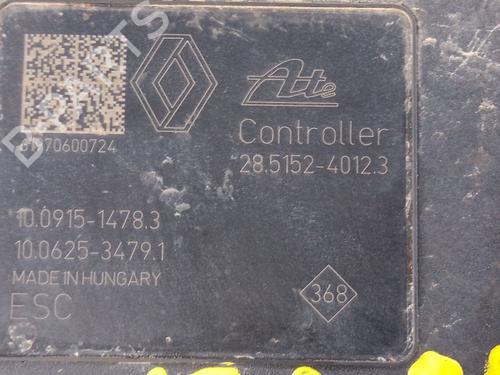 Ate
Controller
28.5152-4012.3
10.0915-1478.3
10.0625-3479.1
MADE IN HUNGARY
ESC
368